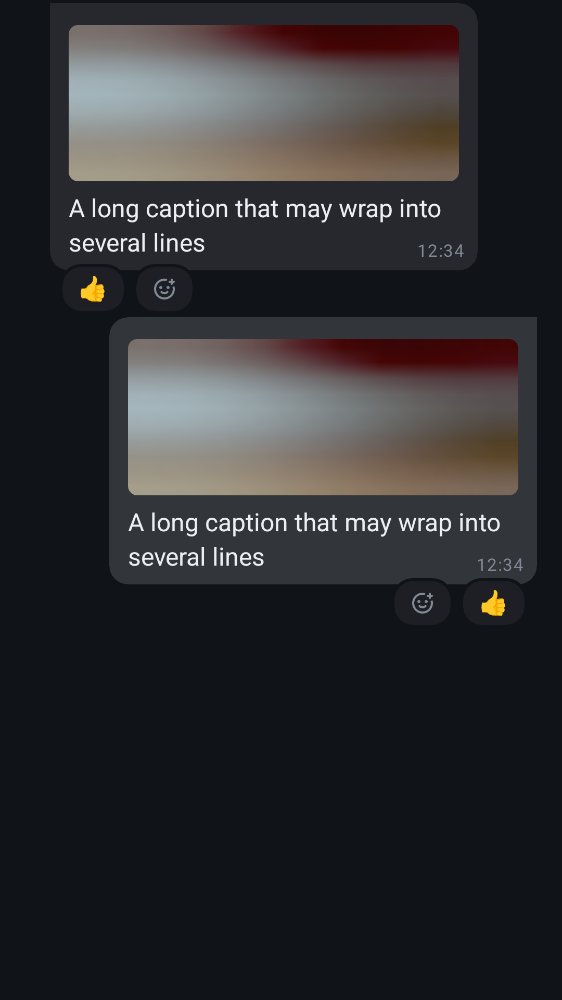 A long caption that may wrap into
several lines
12:34
A long caption that may wrap into
several lines
12:34